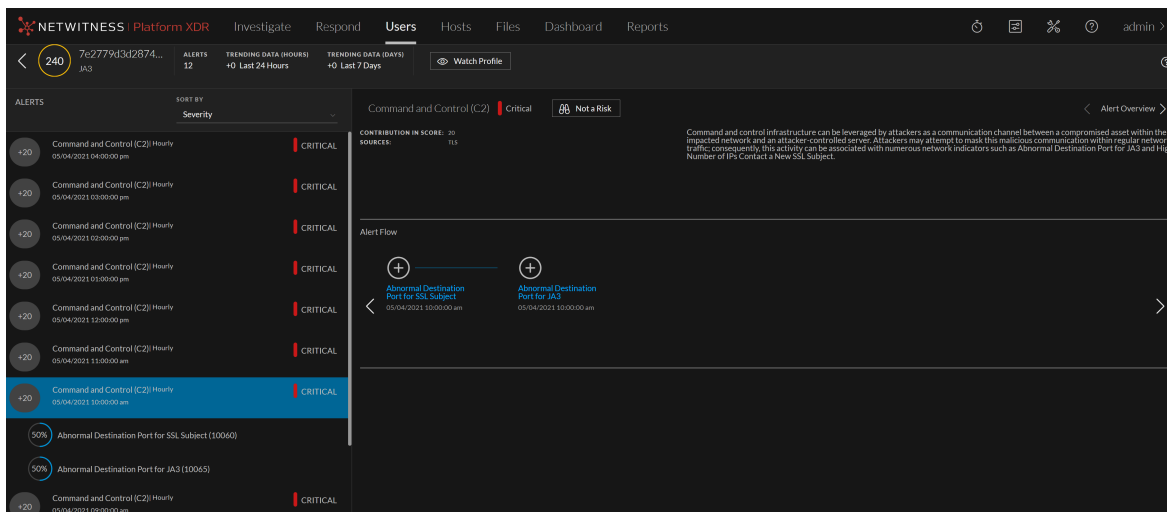 NETWITNESS Platform XDR Investigate Respond Users Hosts Files Dashboard Reports admin
240 7e2779d3d2874... JA3
ALERTS 12
TRENDING DATA (HOURS) +0 Last 24 Hours
TRENDING DATA (DAYS) +0 Last 7 Days
Watch Profile
ALERTS
SORT BY
Severity
+20 Command and Control (C2)| Hourly CRITICAL
05/04/2021 04:00:00 pm
+20 Command and Control (C2)| Hourly CRITICAL
05/04/2021 03:00:00 pm
+20 Command and Control (C2)| Hourly CRITICAL
05/04/2021 02:00:00 pm
+20 Command and Control (C2)| Hourly CRITICAL
05/04/2021 01:00:00 pm
+20 Command and Control (C2)| Hourly CRITICAL
05/04/2021 12:00:00 pm
+20 Command and Control (C2)| Hourly CRITICAL
05/04/2021 11:00:00 am
+20 Command and Control (C2)| Hourly CRITICAL
05/04/2021 10:00:00 am
50% Abnormal Destination Port for SSL Subject (10060)
50% Abnormal Destination Port for JA3 (10065)
+20 Command and Control (C2)| Hourly CRITICAL
05/04/2021 09:00:00 am
Command and Control (C2) Critical Not a Risk Alert Overview
CONTRIBUTION IN SCORE: 20
SOURCES: TLS
Command and control infrastructure can be leveraged by attackers as a communication channel between a compromised asset within the
impacted network and an attacker-controlled server. Attackers may attempt to mask this malicious communication within regular networ
traffic; consequently, this activity can be associated with numerous network indicators such as Abnormal Destination Port for JA3 and Hig
Number of IPs Contact a New SSL Subject.
Alert Flow
Abnormal Destination
Port for SSL Subject
05/04/2021 10:00:00 am
Abnormal Destination
Port for JA3
05/04/2021 10:00:00 am